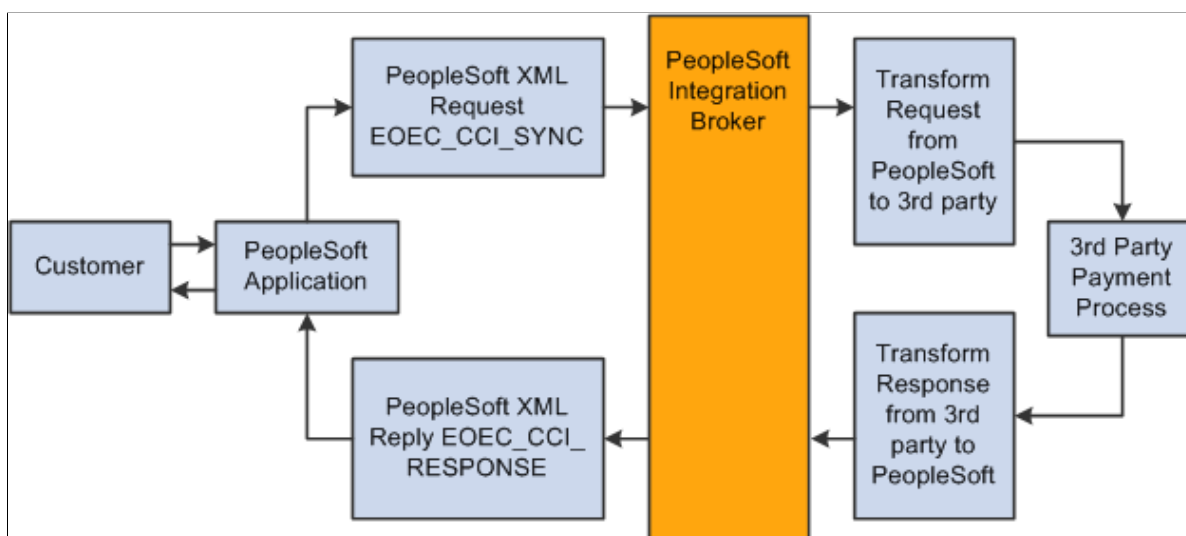 Customer
PeopleSoft
Application
PeopleSoft XML
Request
EOEC_CCI_SYNC
PeopleSoft
Integration
Broker
Transform
Request
from
PeopleSoft
to 3rd party
3rd Party
Payment
Process
Transform
Response
from 3rd
party to
PeopleSoft
PeopleSoft XML
Reply EOEC_CCI_
RESPONSE